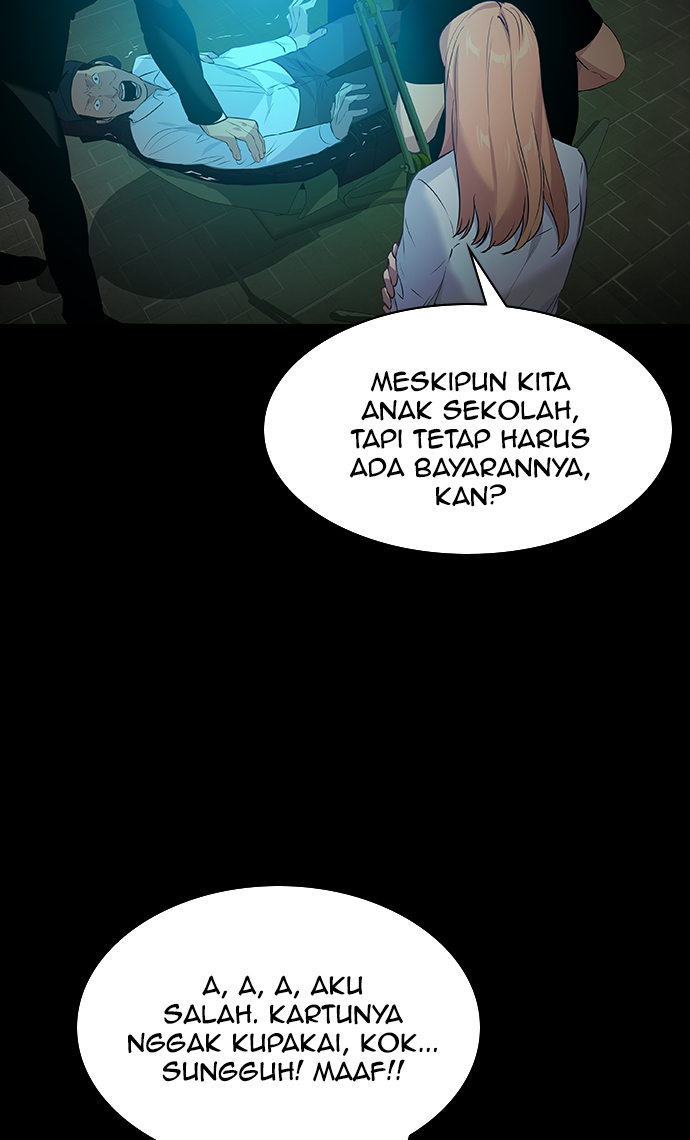 MESKIPUN KITA
ANAK SEKOLAH,
TAPI TETAP HARUS
ADA BAYARANNYA,
KAN?
A, A, A, AKU
SALAH. KARTUNYA
NGGAK KUPAKAI, KOK...
SUNGGUH! MAAF!!